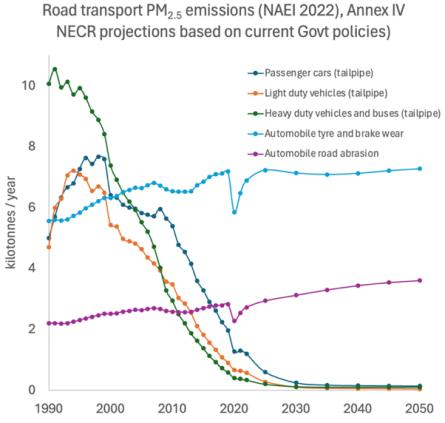 Road transport PM2.5 emissions (NAEI 2022), Annex IV
NECR projections based on current Govt policies)
Passenger cars (tailpipe)
Light duty vehicles (tailpipe)
Heavy duty vehicles and buses (tailpipe)
Automobile tyre and brake wear
Automobile road abrasion
kilotonnes / year
10
8
6
4
2
0
1990 2000 2010 2020 2030 2040 2050